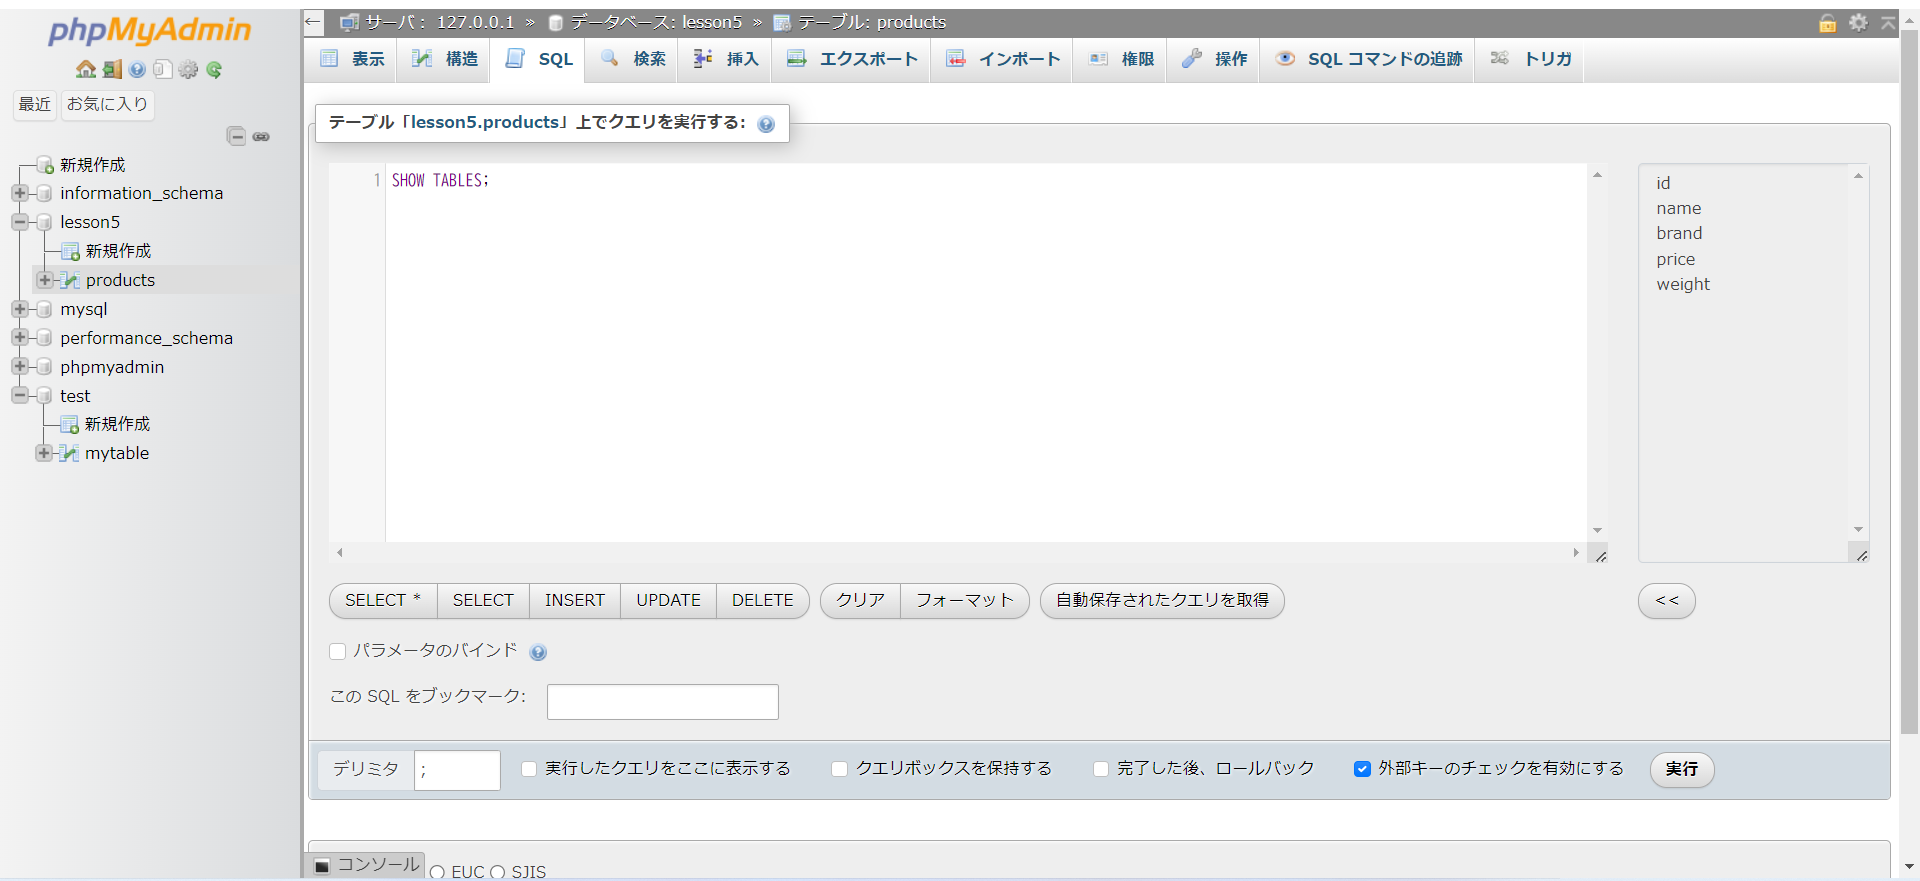 phpMyAdmin
最近 お気に入り
新規作成
information_schema
lesson5
新規作成
products
mysql
performance_schema
phpmyadmin
test
新規作成
mytable
← サーバ： 127.0.0.1 » データベース: lesson5 » テーブル: products
表示 構造 SQL 検索 挿入 エクスポート インポート 権限 操作 SQL コマンドの追跡 トリガ
テーブル「lesson5.products」上でクエリを実行する:
1 SHOW TABLES;
id
name
brand
price
weight
SELECT * SELECT INSERT UPDATE DELETE クリア フォーマット 自動保存されたクエリを取得 <<
パラメータのバインド
この SQL をブックマーク:
デリミタ ; 実行したクエリをここに表示する クエリボックスを保持する 完了した後、ロールバック 外部キーのチェックを有効にする 実行
コンソール EUC SJIS